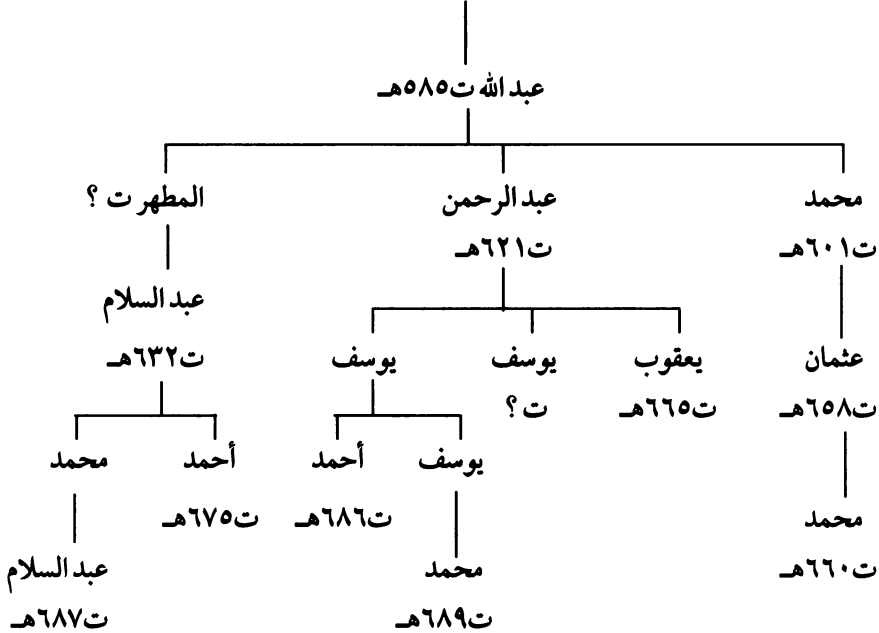 عبد الله ت٥٨٥هـ
محمد
ت٦٠١هـ
عبد الرحمن
ت٦٢١هـ
المطهر ت ؟
عبد السلام
ت٦٣٢هـ
عثمان
ت٦٥٨هـ
يعقوب
ت٦٦٥هـ
يوسف
ت ؟
يوسف
محمد
ت٦٦٠هـ
يوسف
أحمد
ت٦٨٦هـ
أحمد
ت٦٧٥هـ
محمد
محمد
ت٦٨٩هـ
عبد السلام
ت٦٨٧هـ